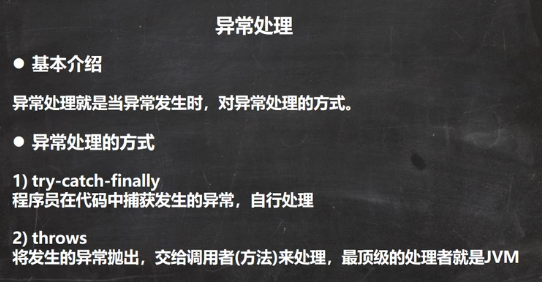 异常处理
● 基本介绍
异常处理就是当异常发生时，对异常处理的方式。
● 异常处理的方式
1) try-catch-finally
程序员在代码中捕获发生的异常，自行处理
2) throws
将发生的异常抛出，交给调用者(方法)来处理，最顶级的处理者就是JVM